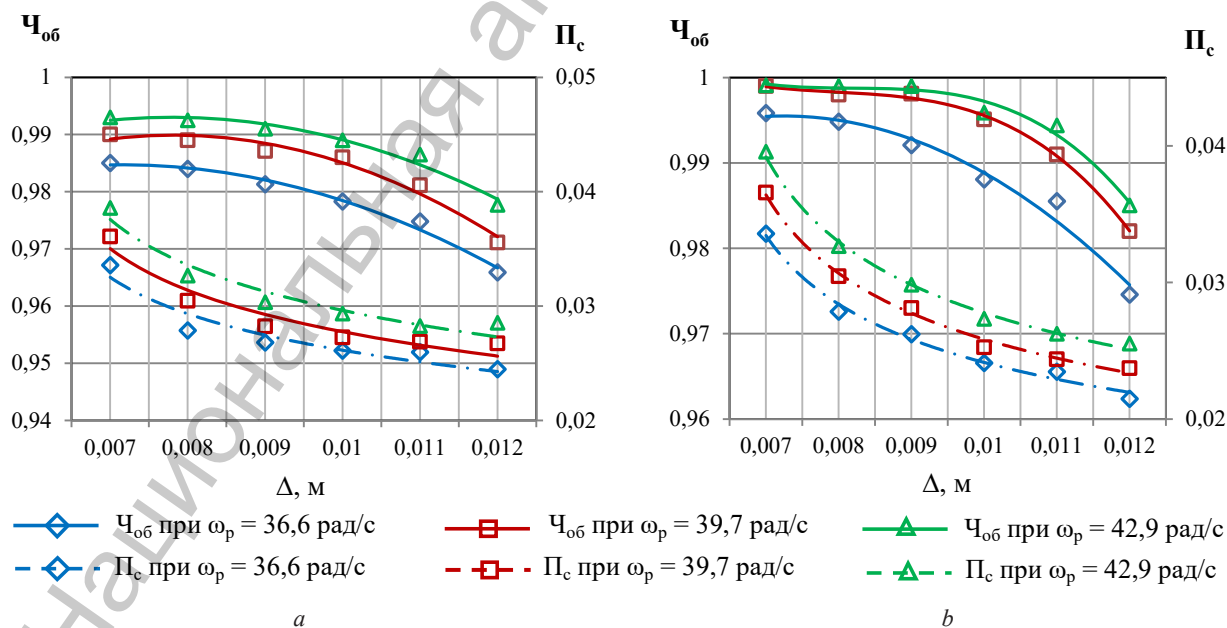 Ч_об П_с Ч_об П_с
1 0,05 1
0,99 0,99 0,04
0,98 0,04
0,97 0,98 0,03
0,96 0,03
0,95 0,97
0,94 0,02 0,96 0,02
0,007 0,008 0,009 0,01 0,011 0,012 0,007 0,008 0,009 0,01 0,011 0,012
Δ, м Δ, м
Ч_об при ω_р = 36,6 рад/с Ч_об при ω_р = 39,7 рад/с Ч_об при ω_р = 42,9 рад/с
П_с при ω_р = 36,6 рад/с П_с при ω_р = 39,7 рад/с П_с при ω_р = 42,9 рад/с
a b
Национальная